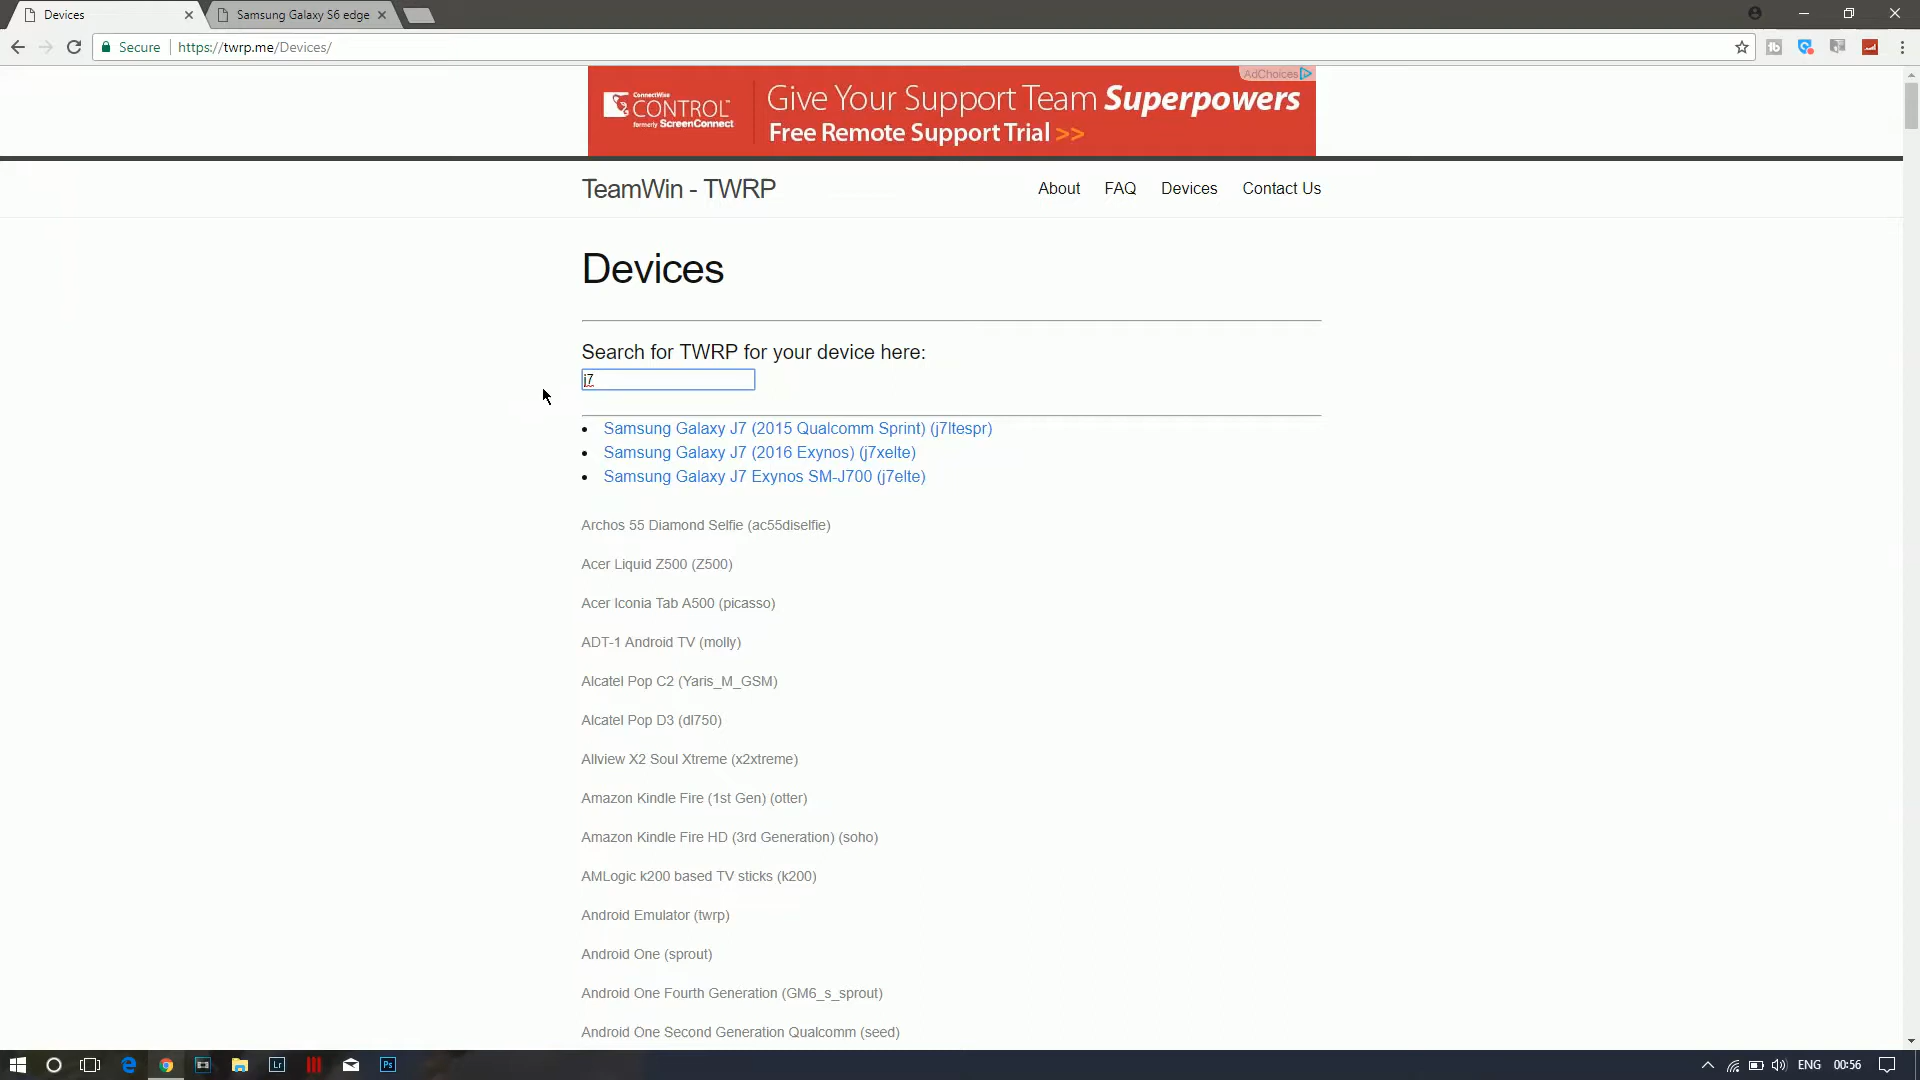 Devices
Samsung Galaxy S6 edge
Secure
https://twrp.me/Devices/
AdChoices
ConnectWise
CONTROL
formerly ScreenConnect
Give Your Support Team Superpowers
Free Remote Support Trial >>
TeamWin - TWRP
About
FAQ
Devices
Contact Us
Devices
Search for TWRP for your device here:
j7
Samsung Galaxy J7 (2015 Qualcomm Sprint) (j7ltespr)
Samsung Galaxy J7 (2016 Exynos) (j7xelte)
Samsung Galaxy J7 Exynos SM-J700 (j7elte)
Archos 55 Diamond Selfie (ac55diselfie)
Acer Liquid Z500 (Z500)
Acer Iconia Tab A500 (picasso)
ADT-1 Android TV (molly)
Alcatel Pop C2 (Yaris_M_GSM)
Alcatel Pop D3 (dl750)
Allview X2 Soul Xtreme (x2xtreme)
Amazon Kindle Fire (1st Gen) (otter)
Amazon Kindle Fire HD (3rd Generation) (soho)
AMLogic k200 based TV sticks (k200)
Android Emulator (twrp)
Android One (sprout)
Android One Fourth Generation (GM6_s_sprout)
Android One Second Generation Qualcomm (seed)
Lr
Ps
ENG
00:56